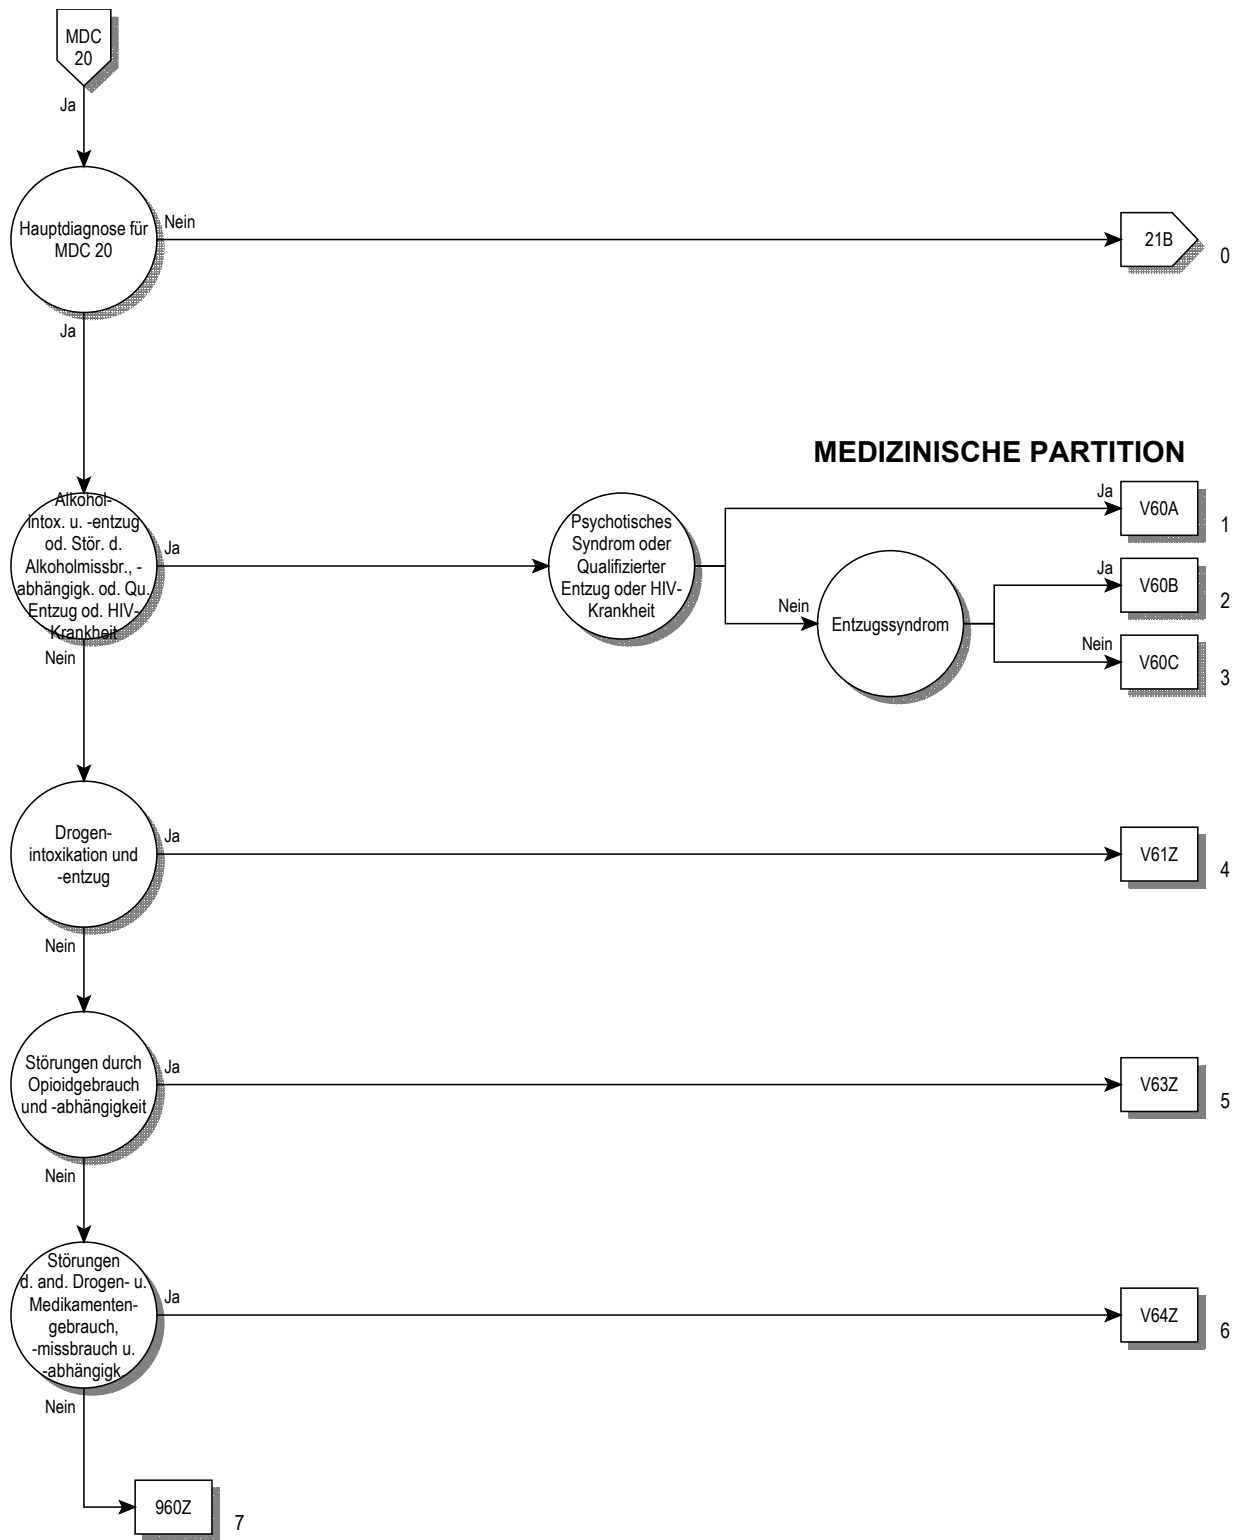 MDC
20
Ja
Hauptdiagnose für
MDC 20
Nein
21B
0
Ja
MEDIZINISCHE PARTITION
Alkohol-
intox. u. -entzug
od. Stör. d.
Alkoholmissbr., -
abhängigk. od. Qu.
Entzug od. HIV-
Krankheit
Ja
Psychotisches
Syndrom oder
Qualifizierter
Entzug oder HIV-
Krankheit
Ja
V60A
1
Nein
Entzugssyndrom
Ja
V60B
2
Nein
V60C
3
Nein
Drogen-
intoxikation und
-entzug
Ja
V61Z
4
Nein
Störungen durch
Opioidgebrauch
und -abhängigkeit
Ja
V63Z
5
Nein
Störungen
d. and. Drogen- u.
Medikamenten-
gebrauch,
-missbrauch u.
-abhängigk.
Ja
V64Z
6
Nein
960Z
7